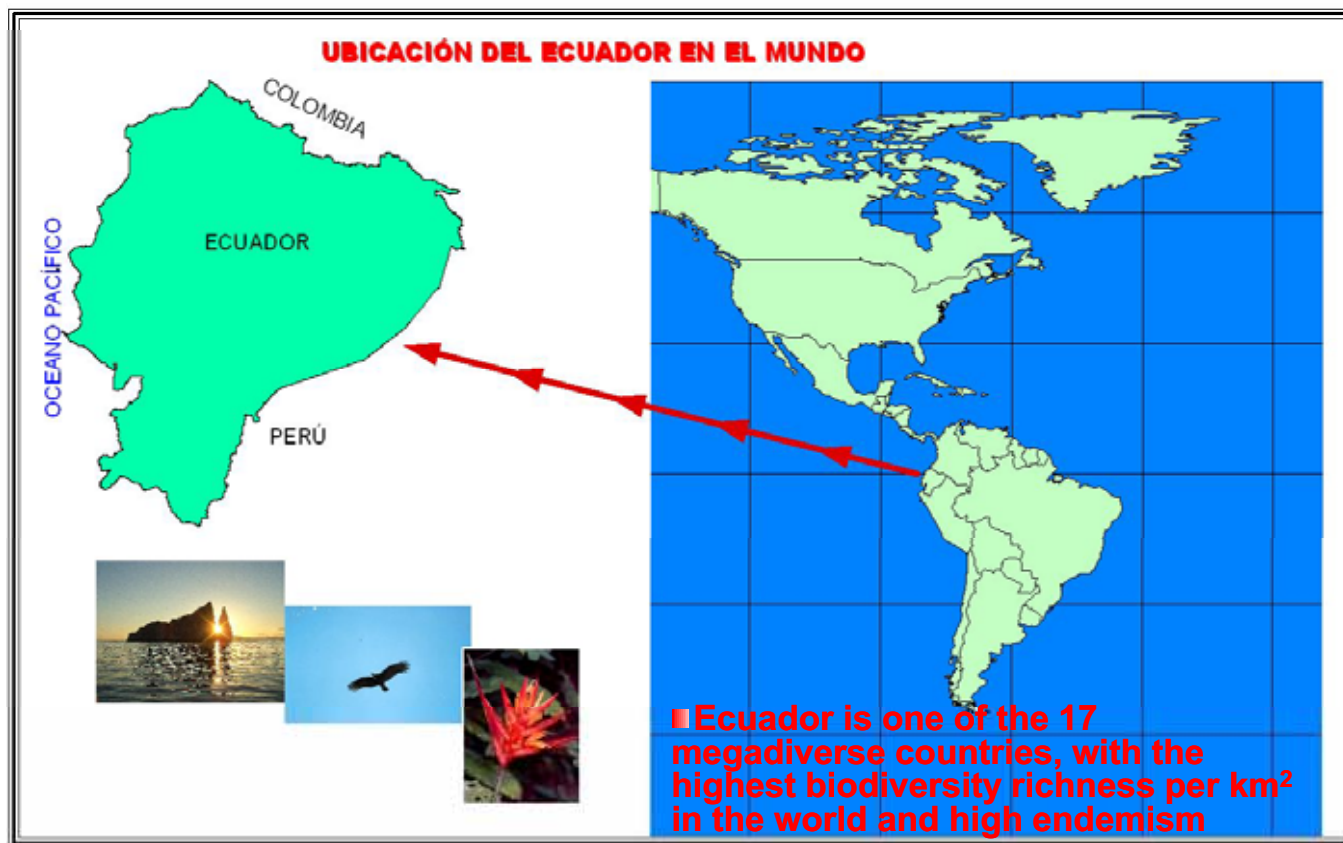 UBICACIÓN DEL ECUADOR EN EL MUNDO
COLOMBIA
ECUADOR
OCEANO PACÍFICO
PERÚ
Ecuador is one of the 17
megadiverse countries, with the
highest biodiversity richness per km²
in the world and high endemism